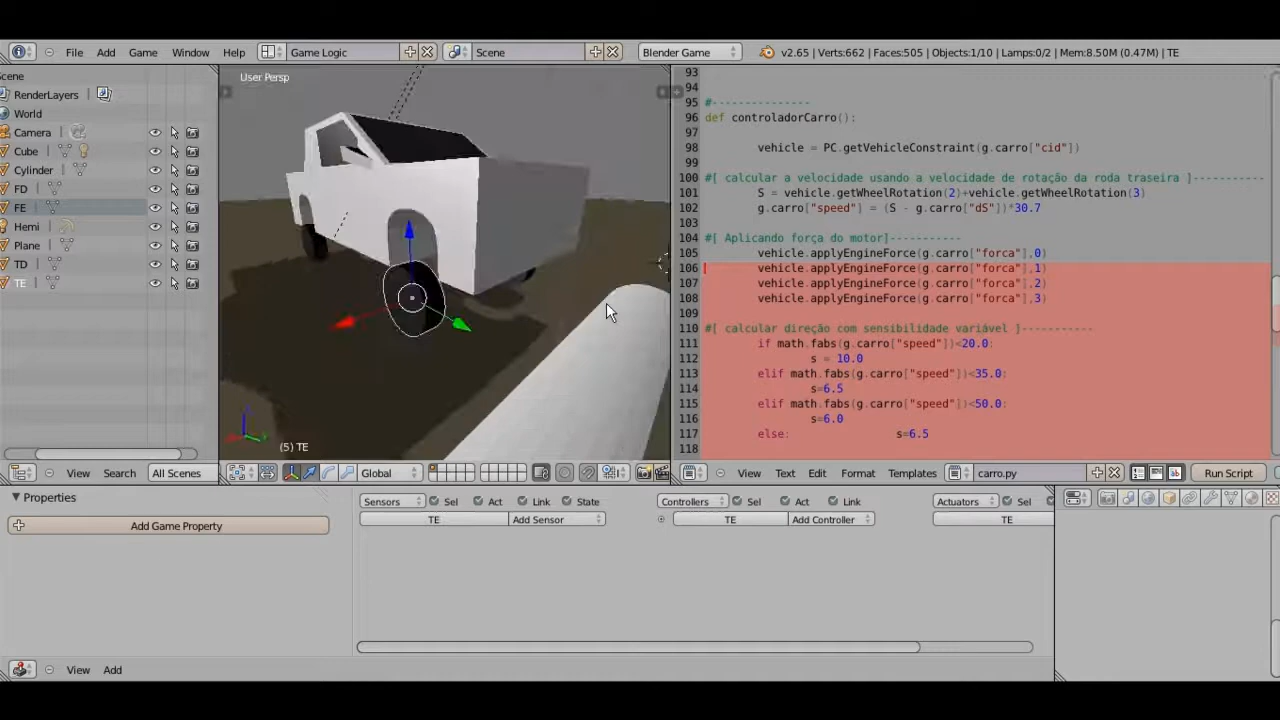 File Add Game Window Help Game Logic Scene Blender Game v2.65 | Verts:662 | Faces:505 | Objects:1/10 | Lamps:0/2 | Mem:8.50M (0.47M) | TE
Scene
RenderLayers |
World
Camera |
Cube |
Cylinder |
FD |
FE |
Hemi |
Plane |
TD |
TE |
View Search All Scenes
User Persp
(5) TE
Global
93
94
95 #---------------
96 def controladorCarro():
97
98 vehicle = PC.getVehicleConstraint(g.carro["cid"])
99
100 #[ calcular a velocidade usando a velocidade de rotação da roda traseira ]-----------
101 S = vehicle.getWheelRotation(2)+vehicle.getWheelRotation(3)
102 g.carro["speed"] = (S - g.carro["dS"])*30.7
103
104 #[ Aplicando força do motor]-----------
105 vehicle.applyEngineForce(g.carro["forca"],0)
106 vehicle.applyEngineForce(g.carro["forca"],1)
107 vehicle.applyEngineForce(g.carro["forca"],2)
108 vehicle.applyEngineForce(g.carro["forca"],3)
109
110 #[ calcular direção com sensibilidade variável ]-----------
111 if math.fabs(g.carro["speed"])<20.0:
112 s = 10.0
113 elif math.fabs(g.carro["speed"])<35.0:
114 s=6.5
115 elif math.fabs(g.carro["speed"])<50.0:
116 s=6.0
117 else: s=6.5
118
View Text Edit Format Templates carro.py Run Script
Properties
Add Game Property
Sensors Sel Act Link State
TE Add Sensor
Controllers Sel Act Link
TE Add Controller
Actuators Sel
TE
View Add